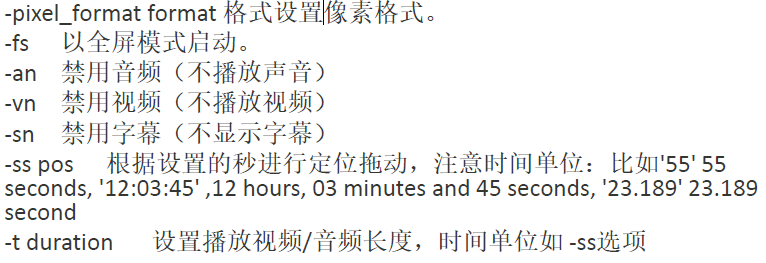 -pixel_format format 格式设置像素格式。
-fs 以全屏模式启动。
-an 禁用音频（不播放声音）
-vn 禁用视频（不播放视频）
-sn 禁用字幕（不显示字幕）
-ss pos 根据设置的秒进行定位拖动，注意时间单位：比如'55' 55
seconds, '12:03:45' ,12 hours, 03 minutes and 45 seconds, '23.189' 23.189
second
-t duration 设置播放视频/音频长度，时间单位如 -ss选项